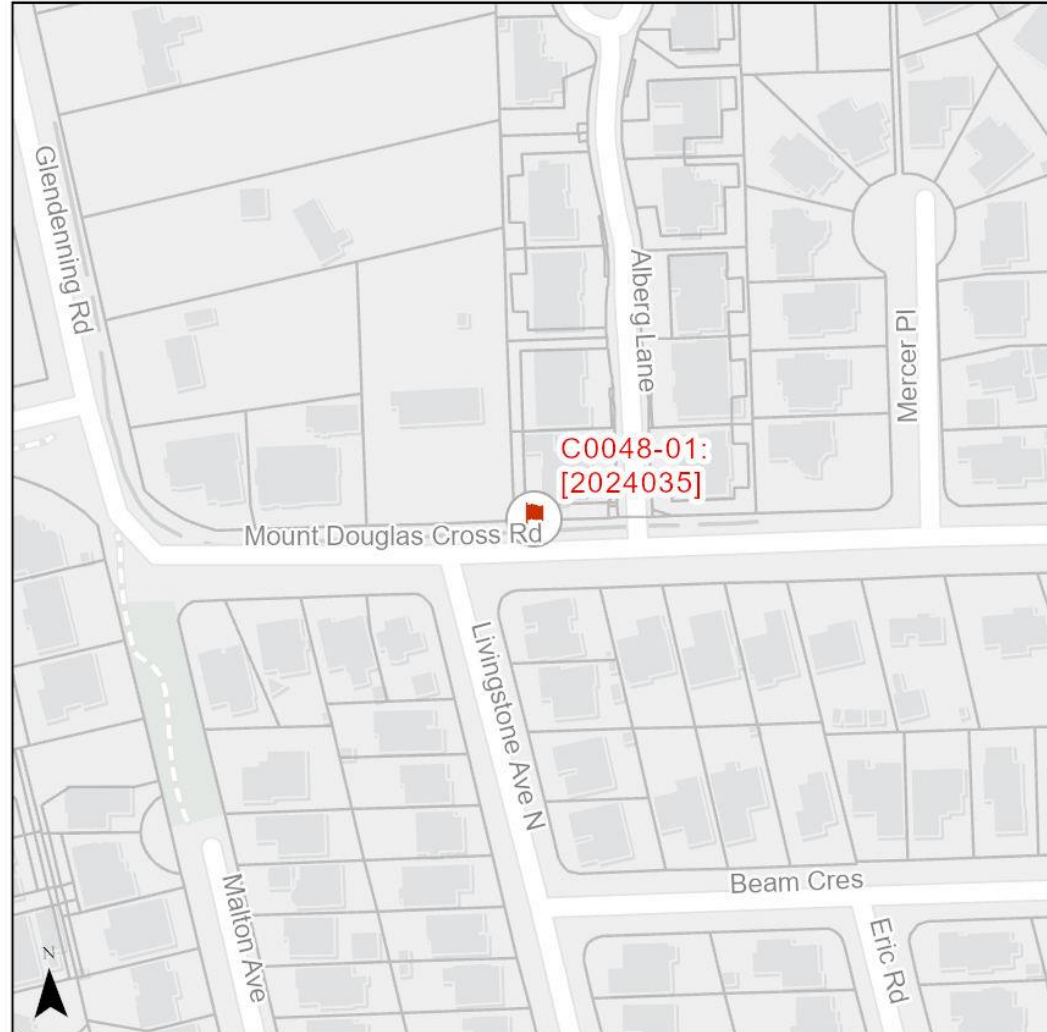 Glendenning Rd
Alberg Lane
Mercer Pl
C0048-01:
[2024035]
Mount Douglas Cross Rd
Livingstone Ave N
Beam Cres
Malton Ave
Eric Rd
N